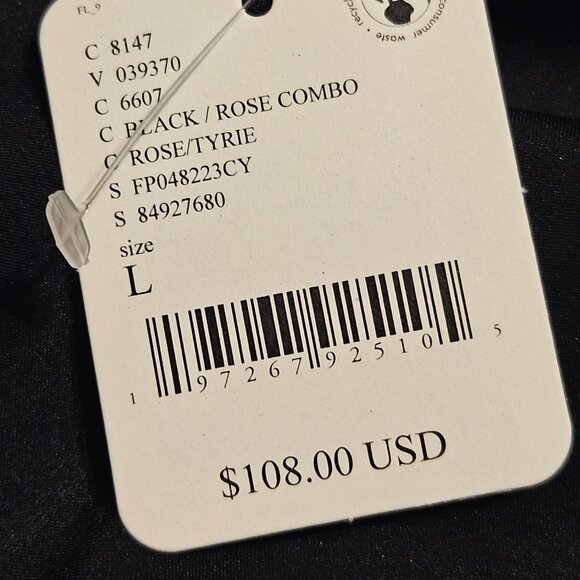 FL_9
consumer waste • recycl
C 8147
V 039370
C 6607
C BLACK / ROSE COMBO
C ROSE/TYRIE
S FP048223CY
S 84927680
size
L
1 97267 92510 5
$108.00 USD